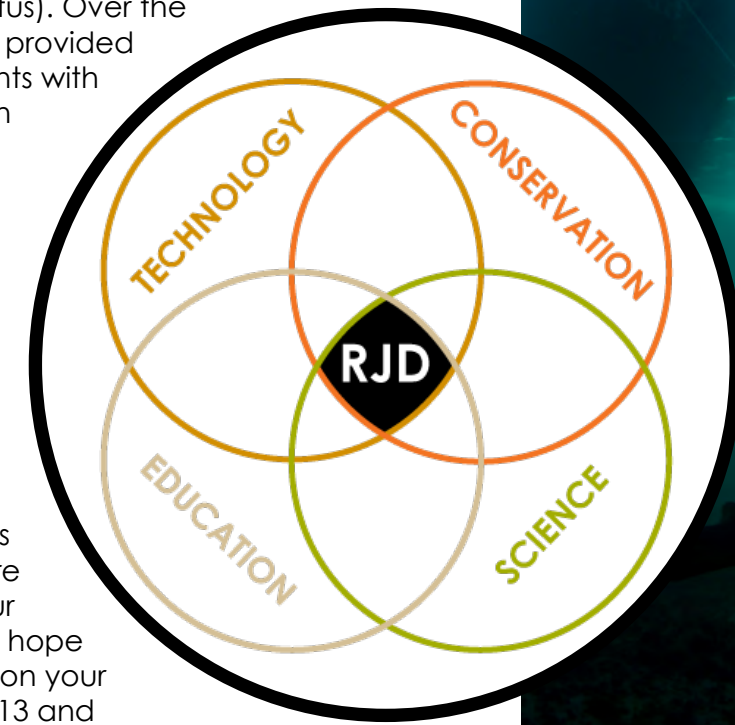 tus). Over the
provided
nts with
n
TECHNOLOGY
CONSERVATION
RJD
EDUCATION
SCIENCE
s
re
ur
hope
on your
13 and